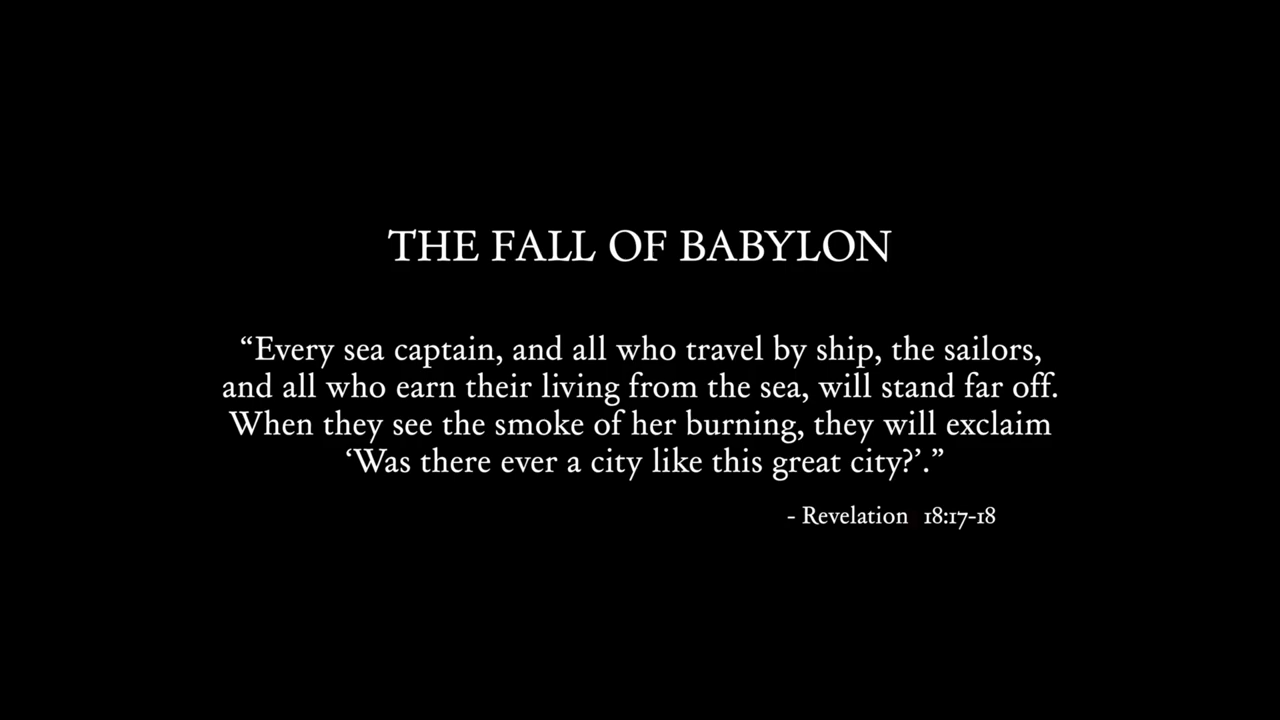 THE FALL OF BABYLON
“Every sea captain, and all who travel by ship, the sailors,
and all who earn their living from the sea, will stand far off.
When they see the smoke of her burning, they will exclaim
‘Was there ever a city like this great city?’.”
- Revelation 18:17-18